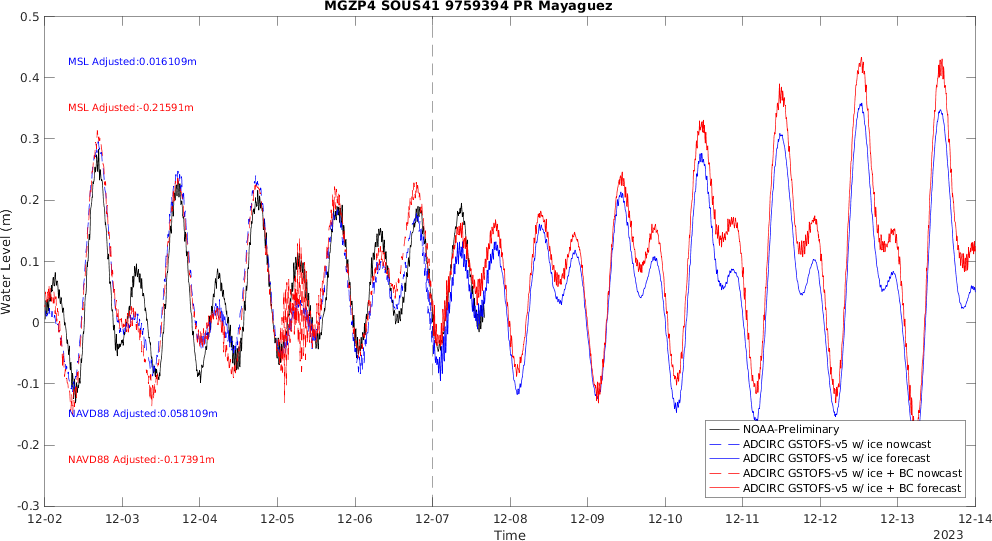 MGZP4 SOUS41 9759394 PR Mayaguez
0.5
0.4
0.3
0.2
0.1
0
-0.1
-0.2
-0.3
Water Level (m)
MSL Adjusted:0.016109m
MSL Adjusted:-0.21591m
NAVD88 Adjusted:0.058109m
NAVD88 Adjusted:-0.17391m
NOAA-Preliminary
ADCIRC GSTOFS-v5 w/ ice nowcast
ADCIRC GSTOFS-v5 w/ ice forecast
ADCIRC GSTOFS-v5 w/ ice + BC nowcast
ADCIRC GSTOFS-v5 w/ ice + BC forecast
12-02 12-03 12-04 12-05 12-06 12-07 12-08 12-09 12-10 12-11 12-12 12-13 12-14
Time
2023